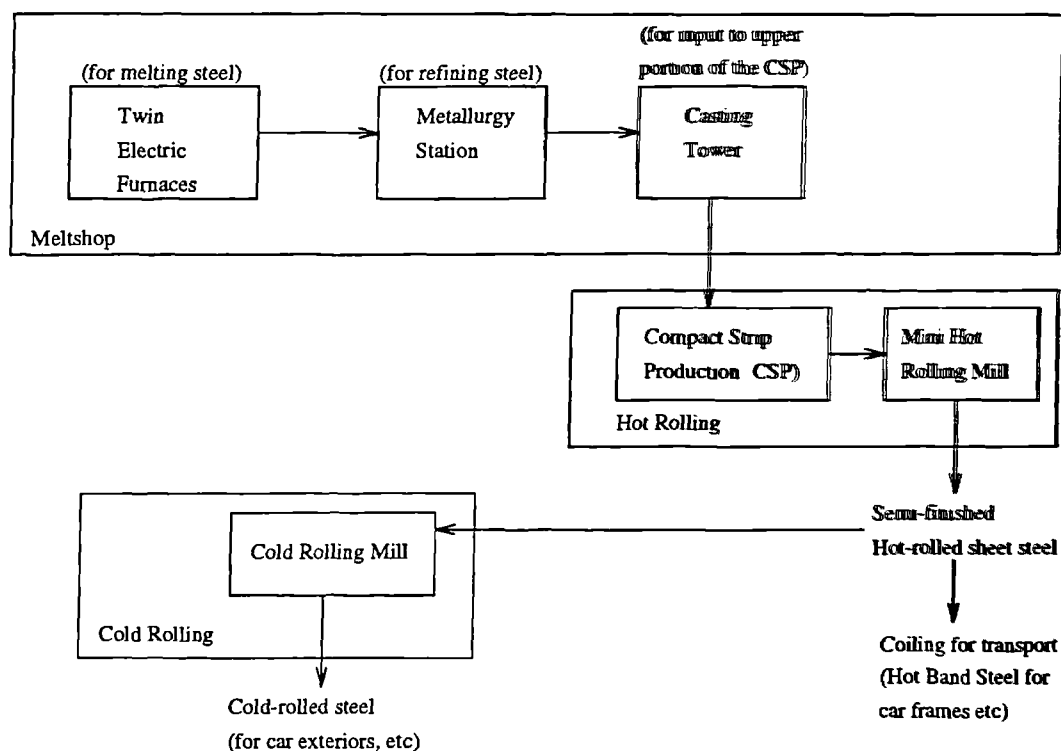 (for melting steel)
Twin
Electric
Furnaces
(for refining steel)
Metallurgy
Station
(for input to upper
portion of the CSP)
Casting
Tower
Meltshop
Compact Strip
Production CSP)
Mini Hot
Rolling Mill
Hot Rolling
Semi-finished
Hot-rolled sheet steel
Cold Rolling Mill
Cold Rolling
Cold-rolled steel
(for car exteriors, etc)
Coiling for transport
(Hot Band Steel for
car frames etc)